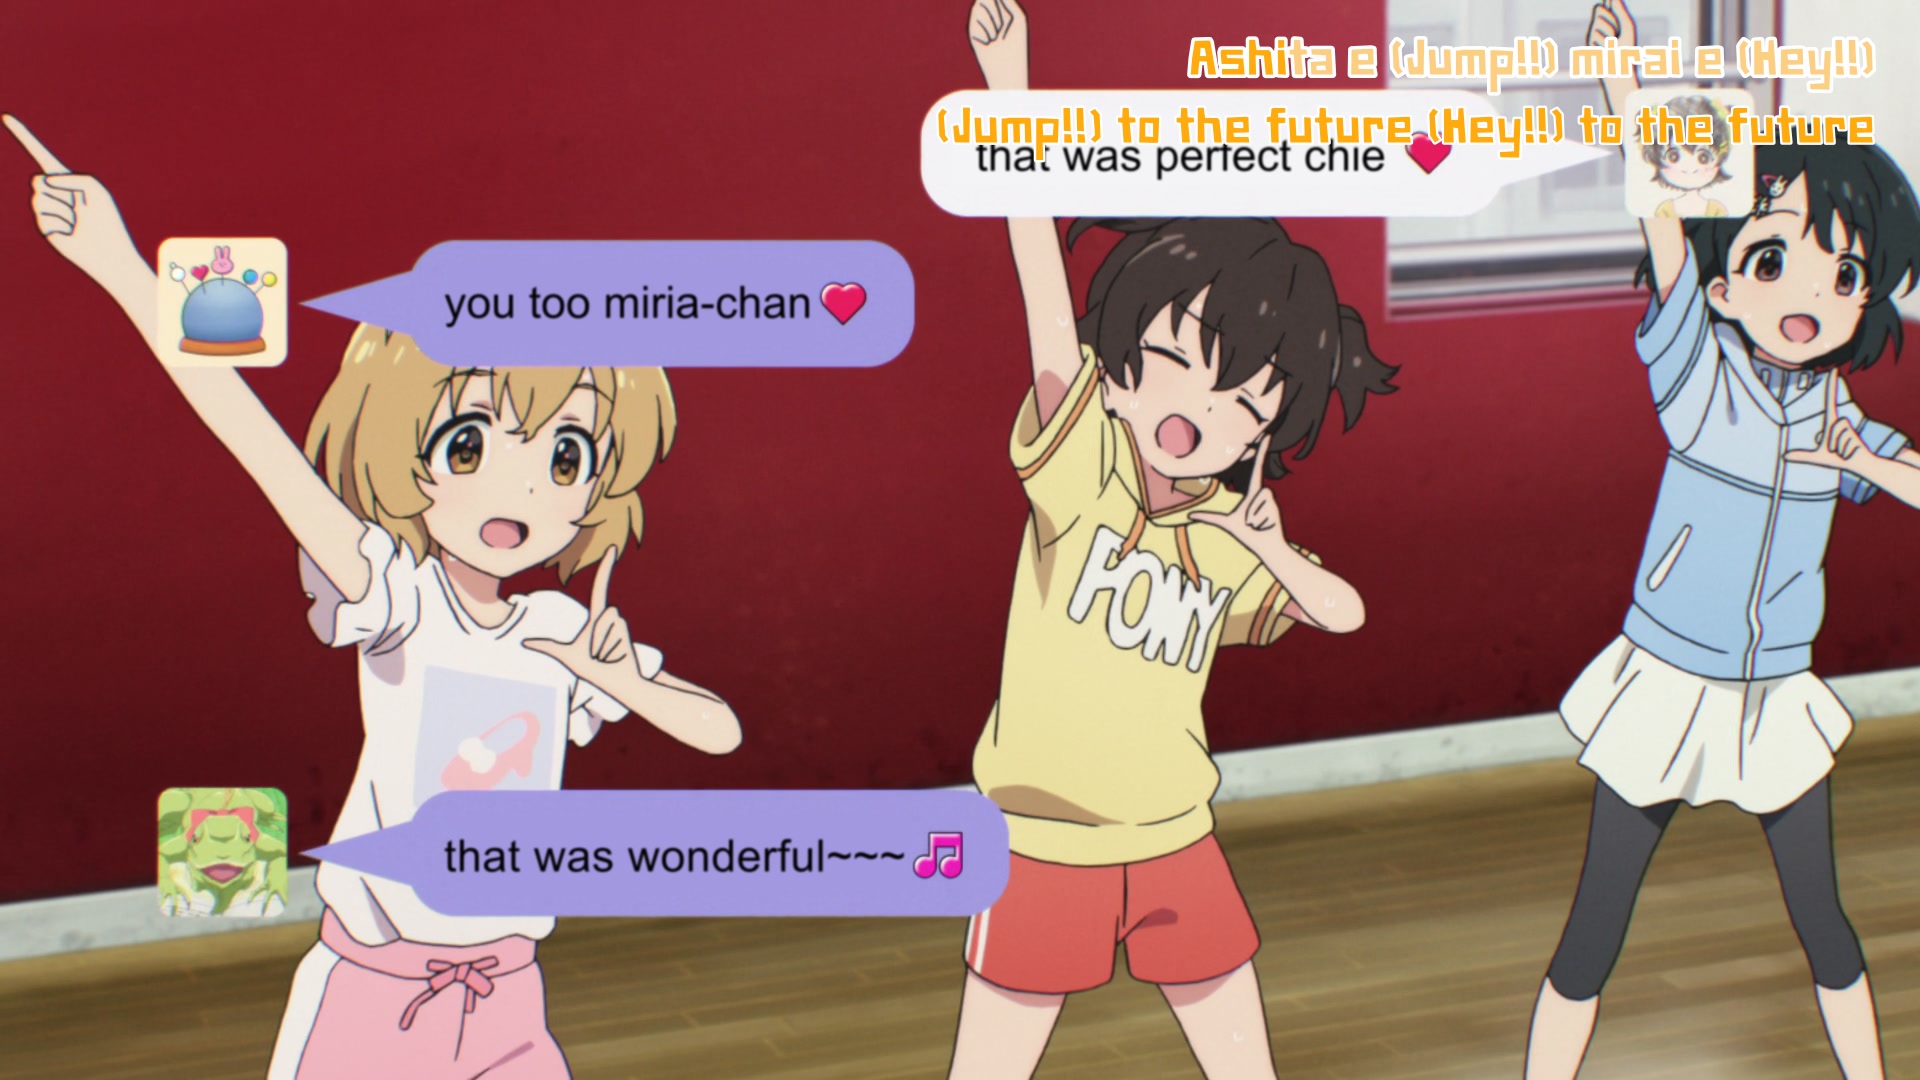 Ashita e (Jump!!) mirai e (Hey!!)
(Jump!!) to the future (Hey!!) to the future
that was perfect chie
you too miria-chan
PONY
that was wonderful~~~